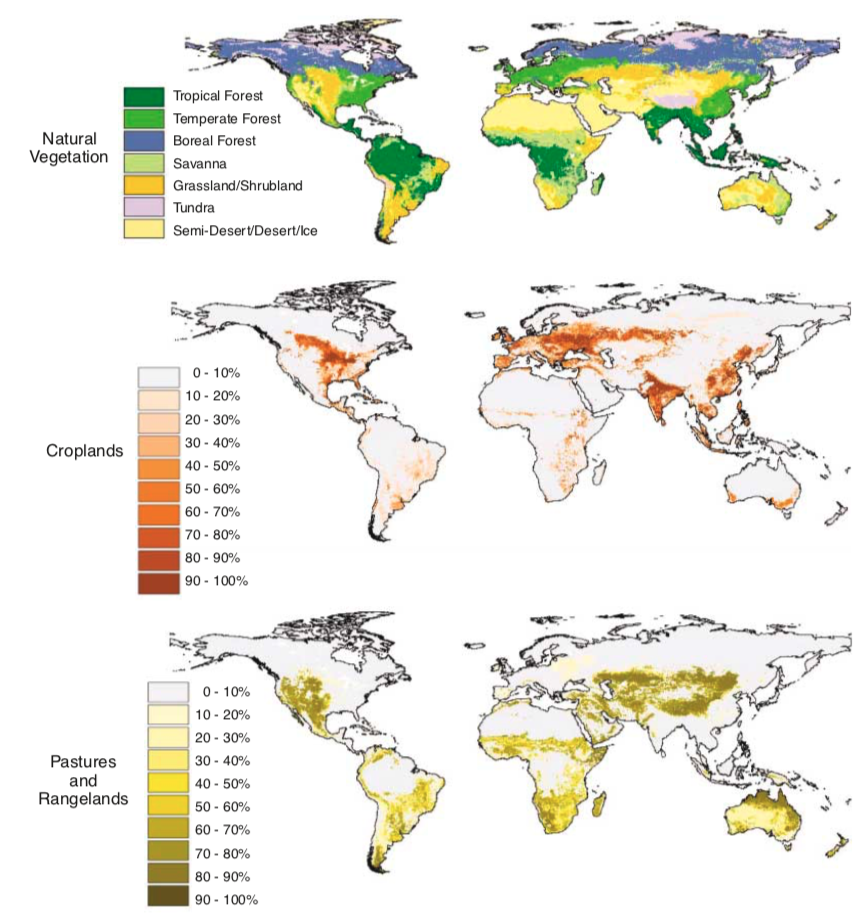 Natural
Vegetation
Tropical Forest
Temperate Forest
Boreal Forest
Savanna
Grassland/Shrubland
Tundra
Semi-Desert/Desert/Ice
Croplands
0 - 10%
10 - 20%
20 - 30%
30 - 40%
40 - 50%
50 - 60%
60 - 70%
70 - 80%
80 - 90%
90 - 100%
Pastures
and
Rangelands
0 - 10%
10 - 20%
20 - 30%
30 - 40%
40 - 50%
50 - 60%
60 - 70%
70 - 80%
80 - 90%
90 - 100%